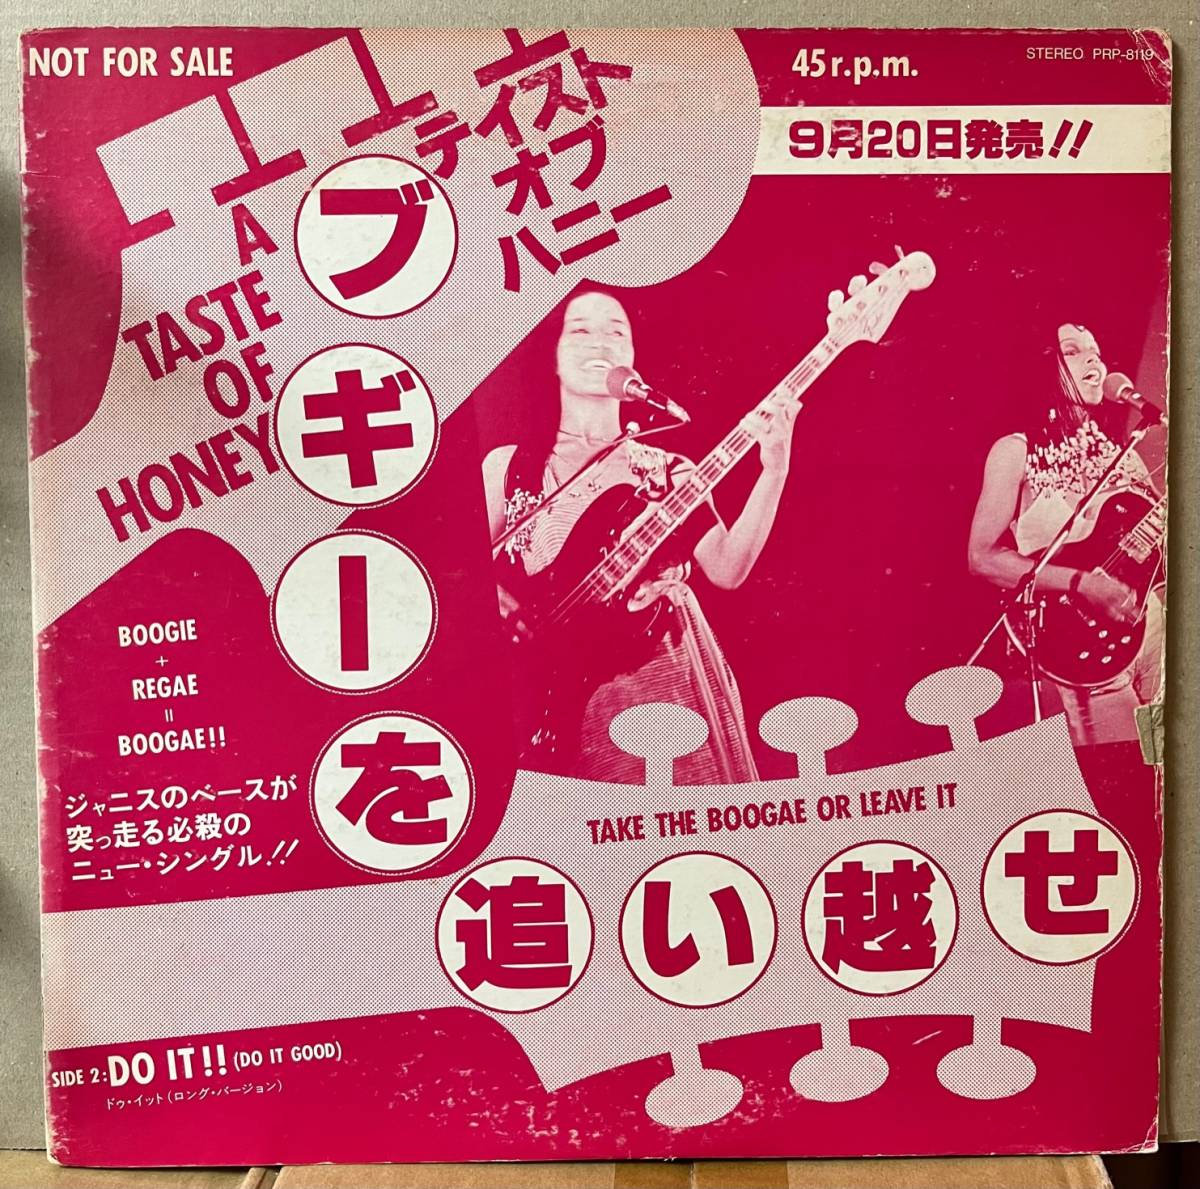 NOT FOR SALE
45 r.p.m.
STEREO PRP-8119
9月20日発売!!
テイスト
オブ
ハニー
A
TASTE
OF
HONEY
ブギーを
追い越せ
TAKE THE BOOGAE OR LEAVE IT
BOOGIE
+
REGAE
=
BOOGAE!!
ジャニスのベースが
突っ走る必殺の
ニュー・シングル!!
SIDE 2: DO IT!! (DO IT GOOD)
ドゥ・イット(ロング・バージョン)